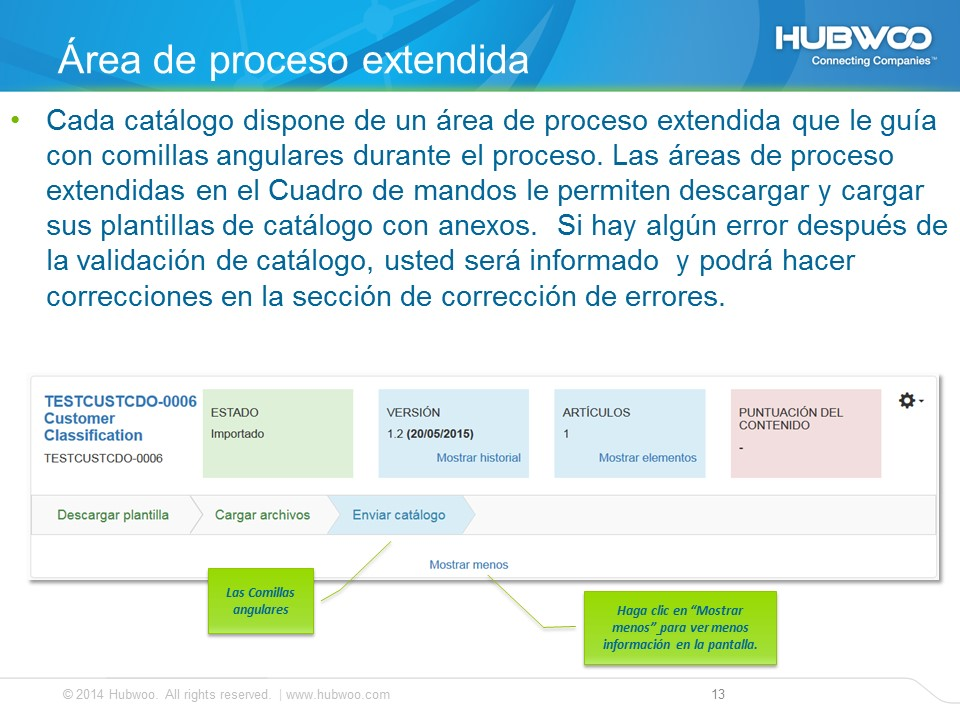 Área de proceso extendida
HUBWOO
Connecting Companies™
• Cada catálogo dispone de un área de proceso extendida que le guía
con comillas angulares durante el proceso. Las áreas de proceso
extendidas en el Cuadro de mandos le permiten descargar y cargar
sus plantillas de catálogo con anexos. Si hay algún error después de
la validación de catálogo, usted será informado y podrá hacer
correcciones en la sección de corrección de errores.
TESTCUSTCDO-0006
Customer
Classification
TESTCUSTCDO-0006
ESTADO
Importado
VERSIÓN
1.2 (20/05/2015)
Mostrar historial
ARTÍCULOS
1
Mostrar elementos
PUNTUACIÓN DEL
CONTENIDO
-
Descargar plantilla
Cargar archivos
Enviar catálogo
Mostrar menos
Las Comillas
angulares
Haga clic en “Mostrar
menos” para ver menos
información en la pantalla.
© 2014 Hubwoo. All rights reserved. | www.hubwoo.com
13